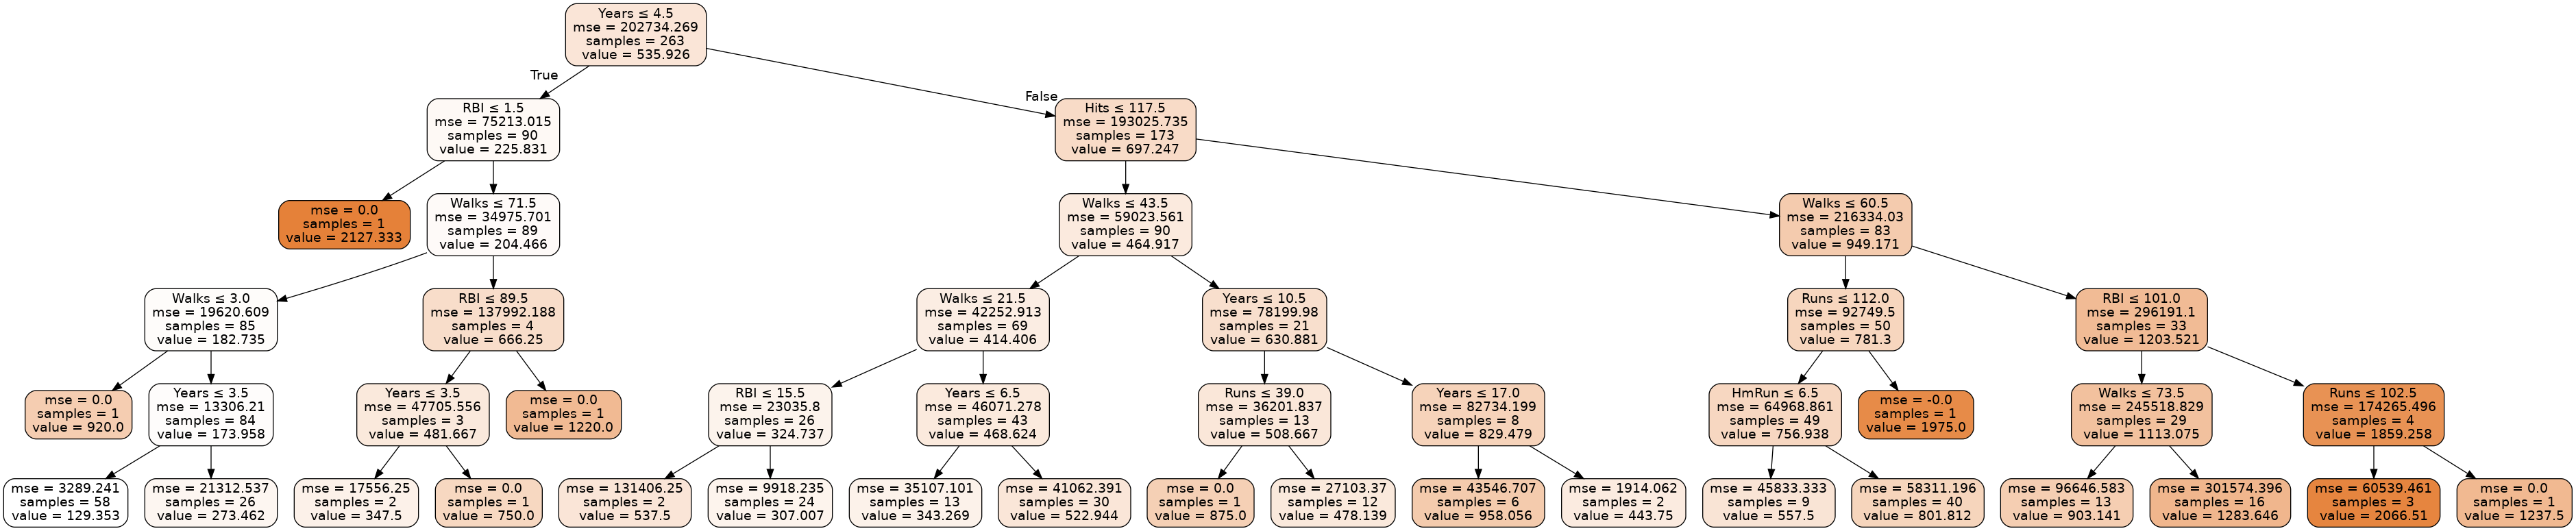 Years ≤ 4.5
mse = 202734.269
samples = 263
value = 535.926
True
False
RBI ≤ 1.5
mse = 75213.015
samples = 90
value = 225.831
Hits ≤ 117.5
mse = 193025.735
samples = 173
value = 697.247
mse = 0.0
samples = 1
value = 2127.333
Walks ≤ 71.5
mse = 34975.701
samples = 89
value = 204.466
Walks ≤ 43.5
mse = 59023.561
samples = 90
value = 464.917
Walks ≤ 60.5
mse = 216334.03
samples = 83
value = 949.171
Walks ≤ 3.0
mse = 19620.609
samples = 85
value = 182.735
RBI ≤ 89.5
mse = 137992.188
samples = 4
value = 666.25
Walks ≤ 21.5
mse = 42252.913
samples = 69
value = 414.406
Years ≤ 10.5
mse = 78199.98
samples = 21
value = 630.881
Runs ≤ 112.0
mse = 92749.5
samples = 50
value = 781.3
RBI ≤ 101.0
mse = 296191.1
samples = 33
value = 1203.521
mse = 0.0
samples = 1
value = 920.0
Years ≤ 3.5
mse = 13306.21
samples = 84
value = 173.958
Years ≤ 3.5
mse = 47705.556
samples = 3
value = 481.667
mse = 0.0
samples = 1
value = 1220.0
RBI ≤ 15.5
mse = 23035.8
samples = 26
value = 324.737
Years ≤ 6.5
mse = 46071.278
samples = 43
value = 468.624
Runs ≤ 39.0
mse = 36201.837
samples = 13
value = 508.667
Years ≤ 17.0
mse = 82734.199
samples = 8
value = 829.479
HmRun ≤ 6.5
mse = 64968.861
samples = 49
value = 756.938
mse = -0.0
samples = 1
value = 1975.0
Walks ≤ 73.5
mse = 245518.829
samples = 29
value = 1113.075
Runs ≤ 102.5
mse = 174265.496
samples = 4
value = 1859.258
mse = 3289.241
samples = 58
value = 129.353
mse = 21312.537
samples = 26
value = 273.462
mse = 17556.25
samples = 2
value = 347.5
mse = 0.0
samples = 1
value = 750.0
mse = 131406.25
samples = 2
value = 537.5
mse = 9918.235
samples = 24
value = 307.007
mse = 35107.101
samples = 13
value = 343.269
mse = 41062.391
samples = 30
value = 522.944
mse = 0.0
samples = 1
value = 875.0
mse = 27103.37
samples = 12
value = 478.139
mse = 43546.707
samples = 6
value = 958.056
mse = 1914.062
samples = 2
value = 443.75
mse = 45833.333
samples = 9
value = 557.5
mse = 58311.196
samples = 40
value = 801.812
mse = 96646.583
samples = 13
value = 903.141
mse = 301574.396
samples = 16
value = 1283.646
mse = 60539.461
samples = 3
value = 2066.51
mse = 0.0
samples = 1
value = 1237.5